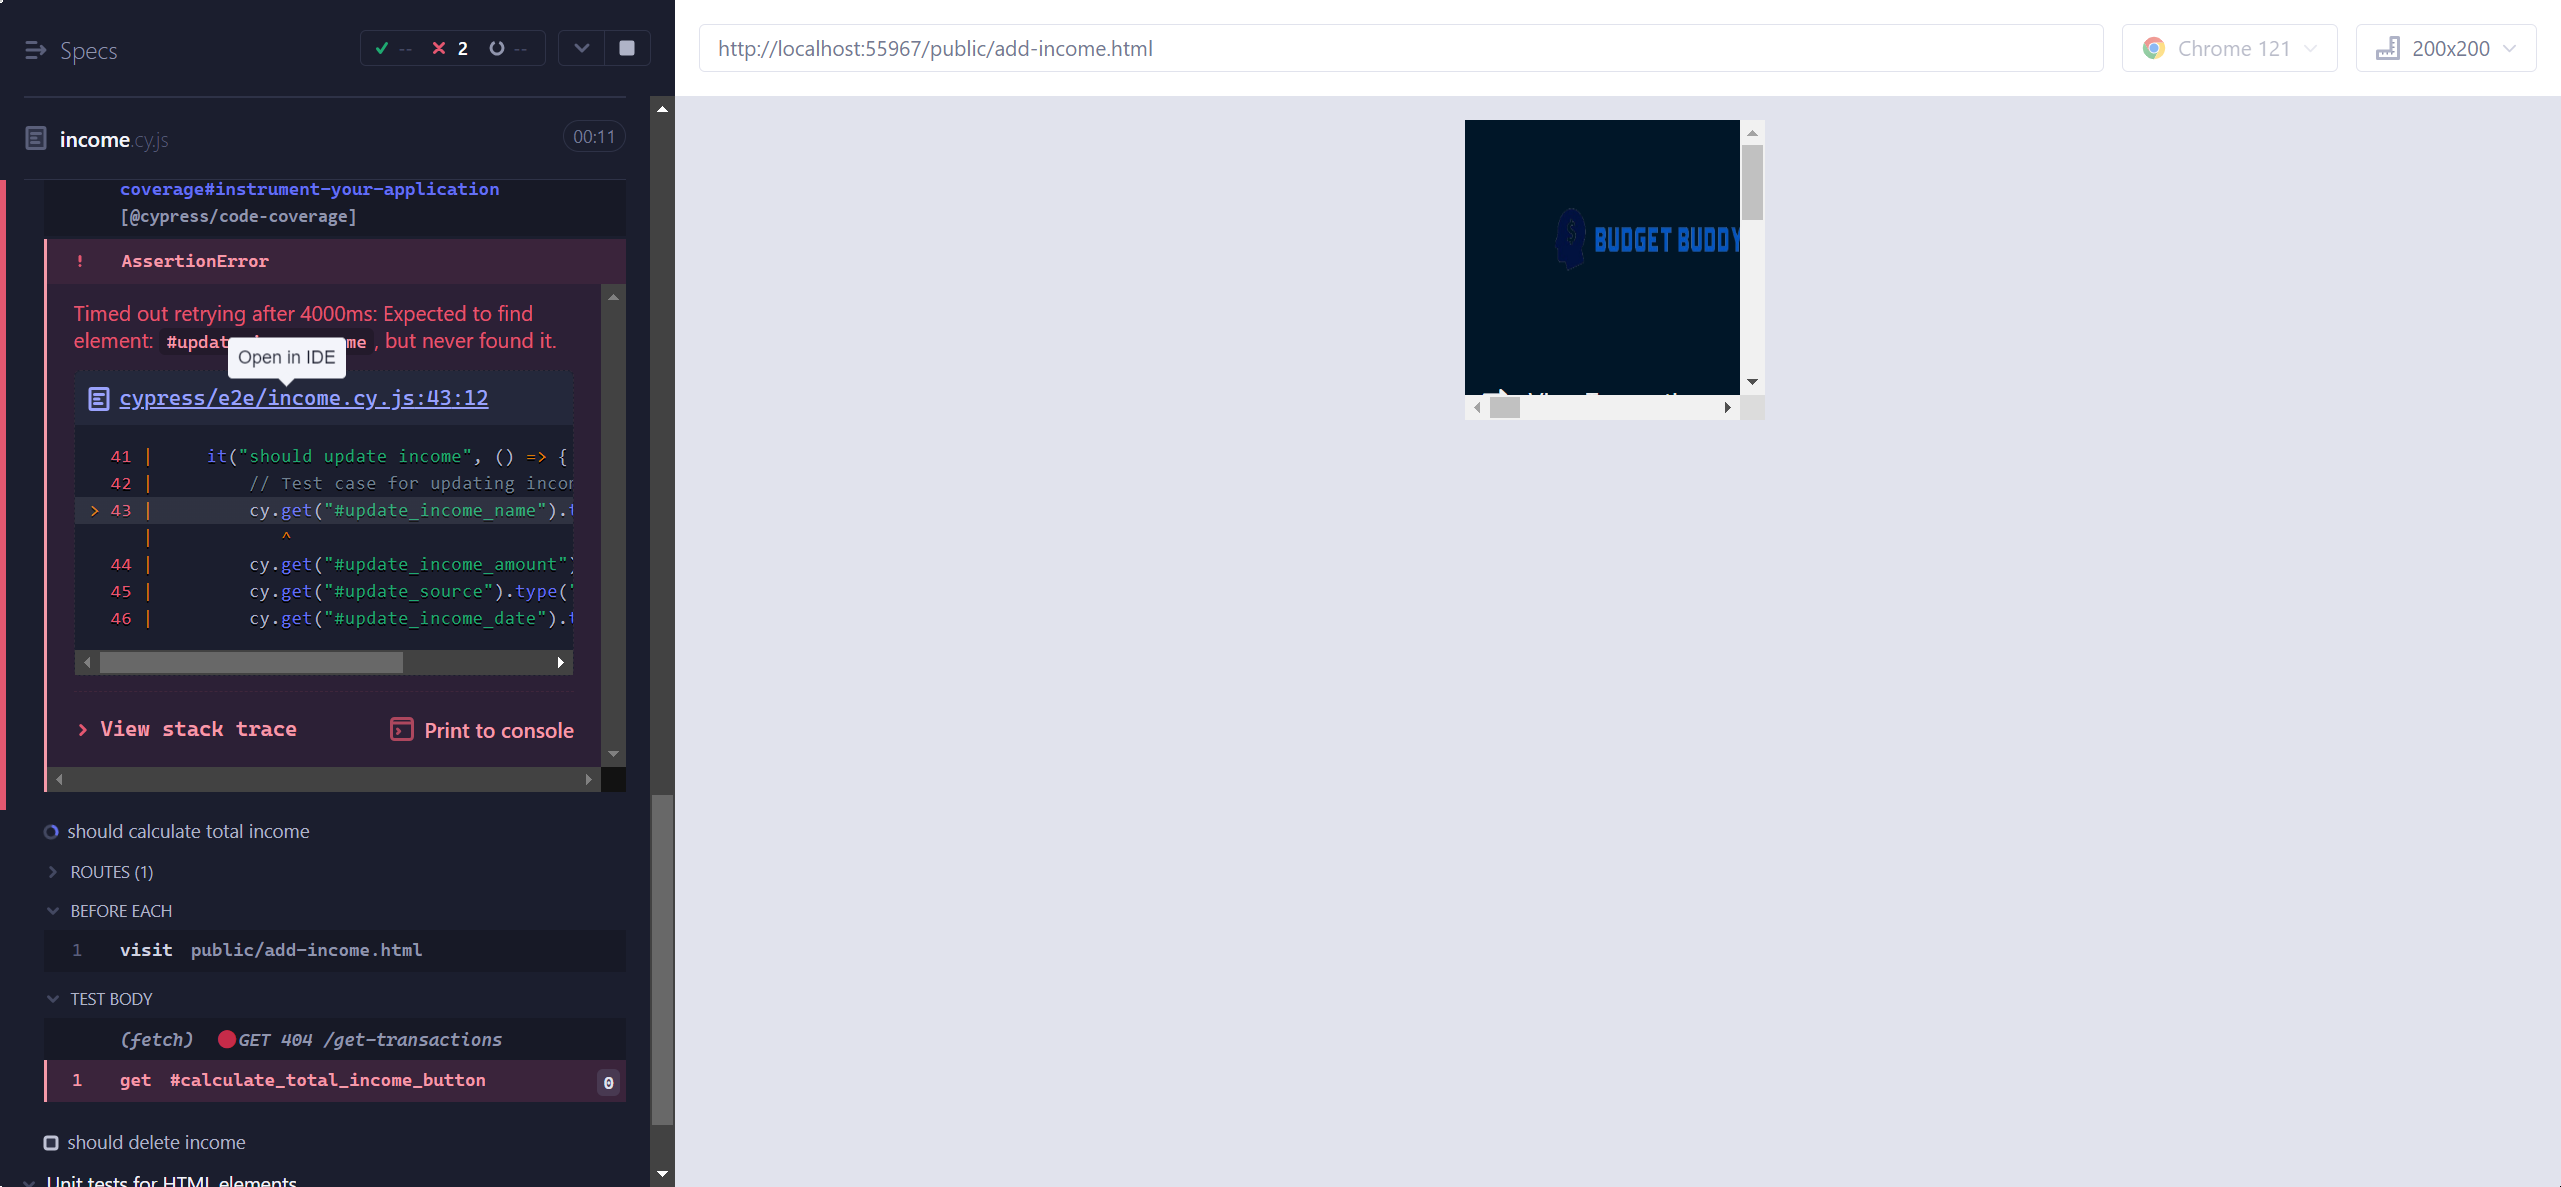 Specs
-- 2 --
http://localhost:55967/public/add-income.html
Chrome 121
200x200
income.cy.js
00:11
coverage#instrument-your-application
[@cypress/code-coverage]
! AssertionError
Timed out retrying after 4000ms: Expected to find
element: #updat me , but never found it.
Open in IDE
cypress/e2e/income.cy.js:43:12
41 | it("should update income", () => {
42 | // Test case for updating incom
> 43 | cy.get("#update_income_name").t
| ^
44 | cy.get("#update_income_amount")
45 | cy.get("#update_source").type("
46 | cy.get("#update_income_date").t
> View stack trace
Print to console
should calculate total income
ROUTES (1)
BEFORE EACH
1 visit public/add-income.html
TEST BODY
(fetch) GET 404 /get-transactions
1 get #calculate_total_income_button 0
should delete income
Unit tests for HTML elements
$ BUDGET BUDDY